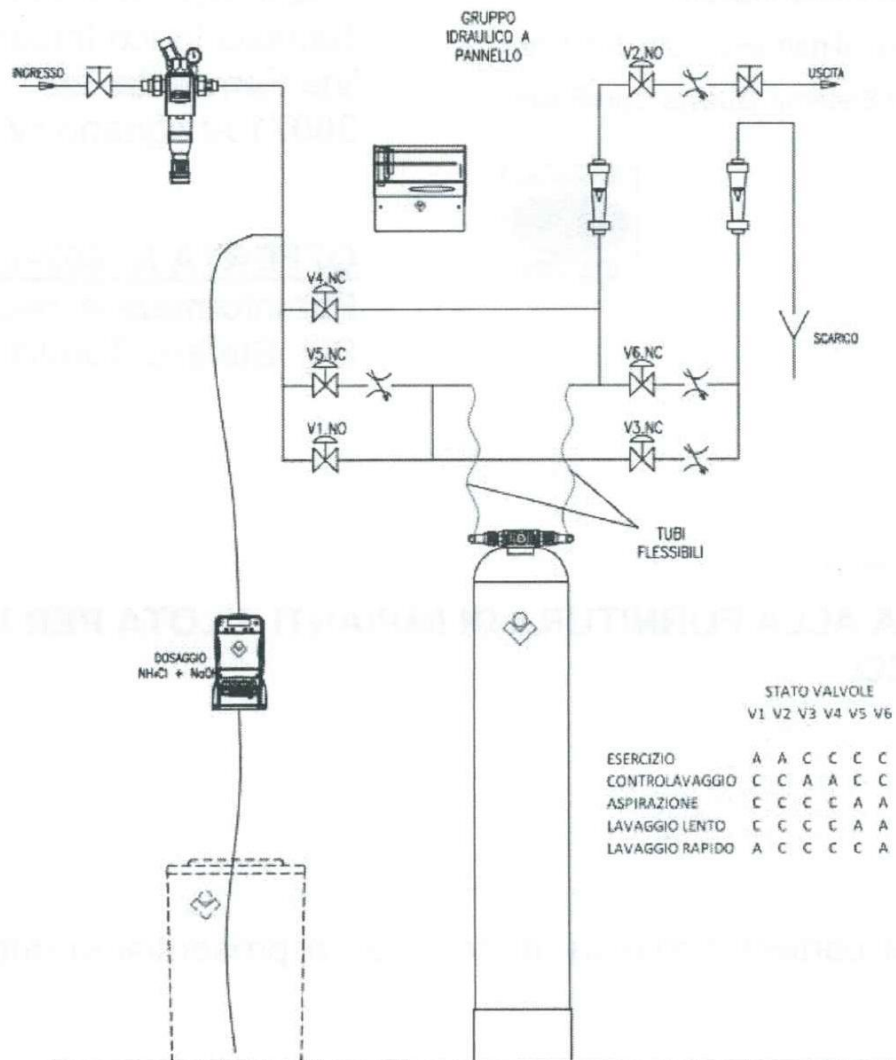 GRUPPO
IDRAULICO A
PANNELLO
INGRESSO
V2.NO
USCITA
V4.NC
V5.NC
V1.NO
V6.NC
V3.NC
SCARICO
TUBI
FLESSIBILI
DOSAGGIO
NH4Cl + NaOH
STATO VALVOLE
V1 V2 V3 V4 V5 V6
ESERCIZIO A A C C C C
CONTROLAVAGGIO C C A A C C
ASPIRAZIONE C C C C A A
LAVAGGIO LENTO C C C C A A
LAVAGGIO RAPIDO A C C C C A